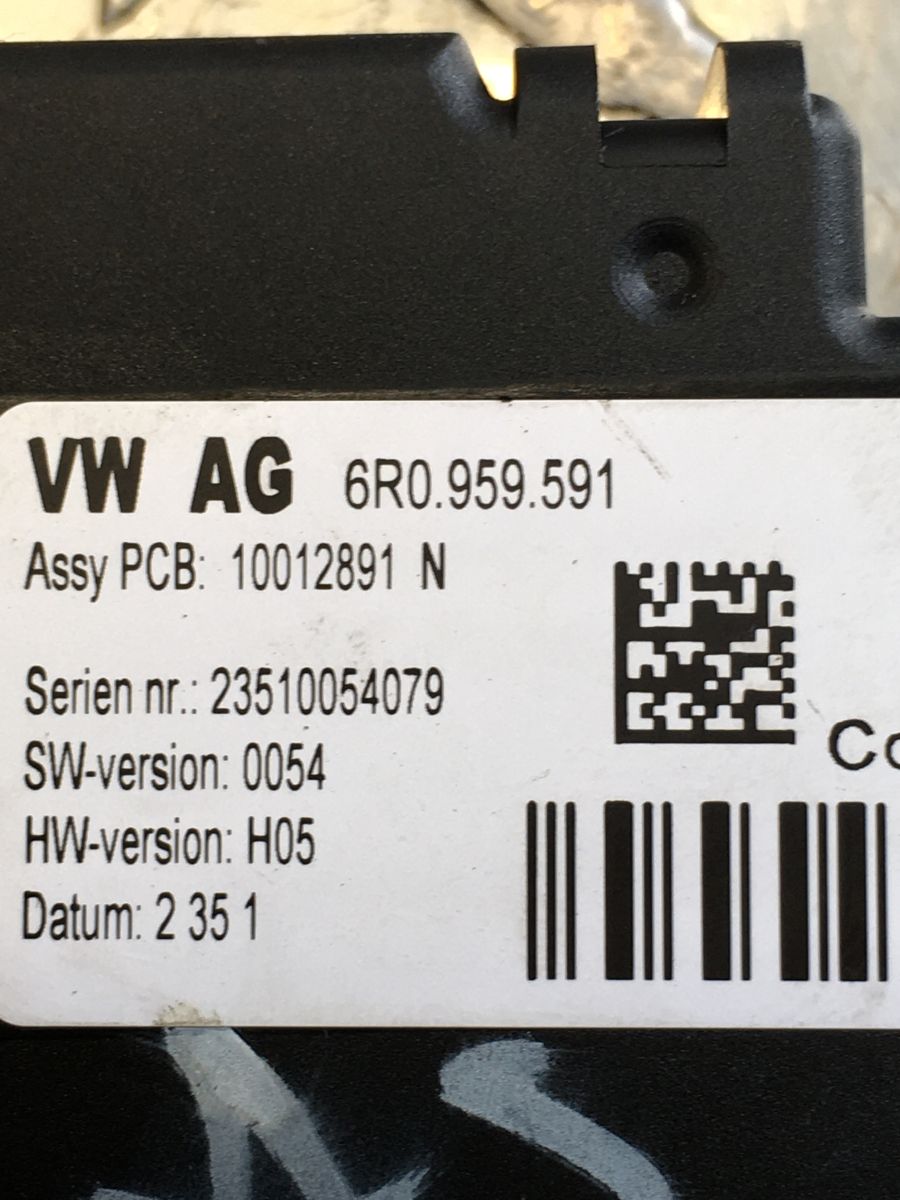 VW AG 6R0.959.591
Assy PCB: 10012891 N
Serien nr.: 23510054079
SW-version: 0054
HW-version: H05
Datum: 2 35 1